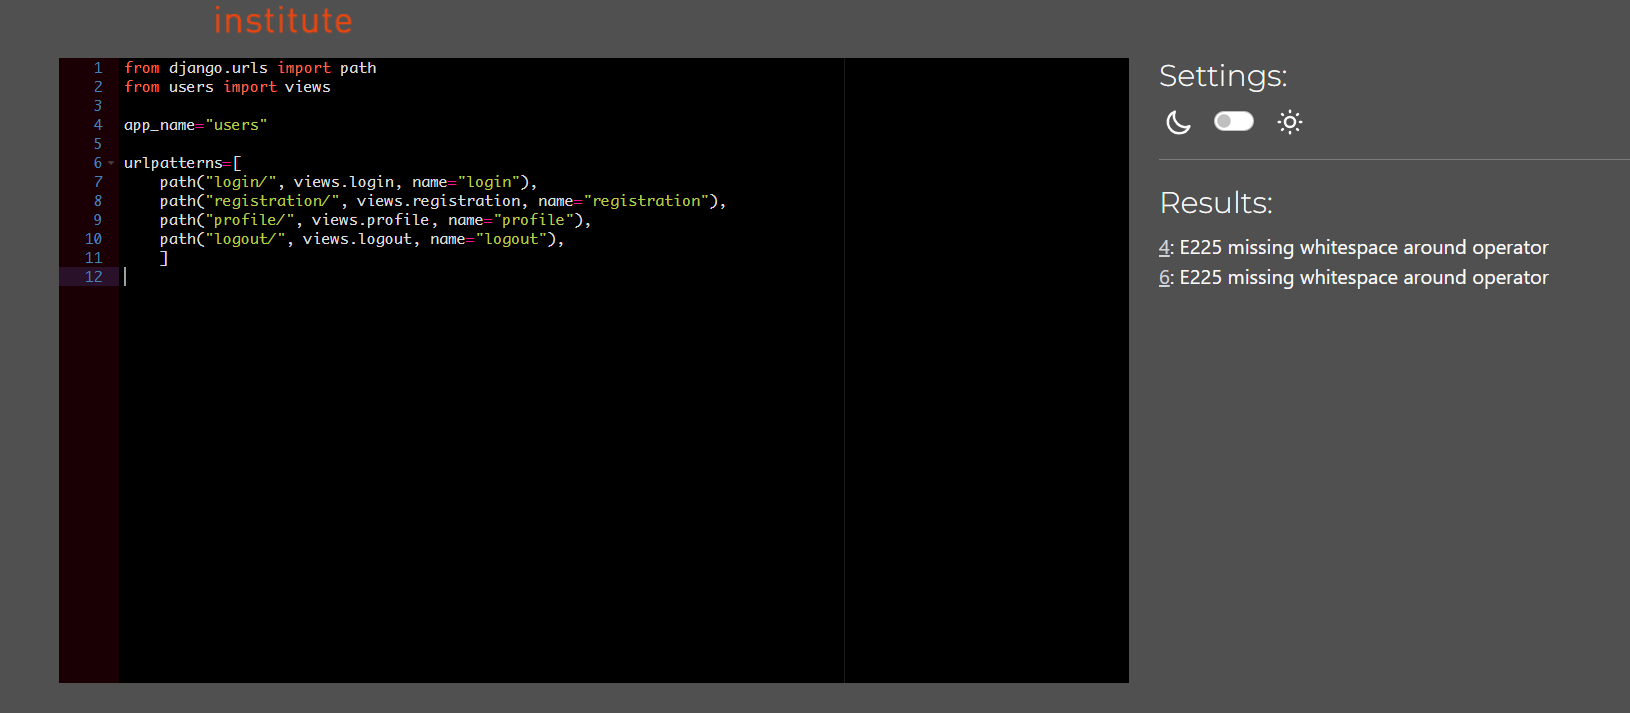 institute
1 from django.urls import path
2 from users import views
3
4 app_name="users"
5
6 urlpatterns=[
7     path("login/", views.login, name="login"),
8     path("registration/", views.registration, name="registration"),
9     path("profile/", views.profile, name="profile"),
10     path("logout/", views.logout, name="logout"),
11     ]
12
Settings:
Results:
4: E225 missing whitespace around operator
6: E225 missing whitespace around operator